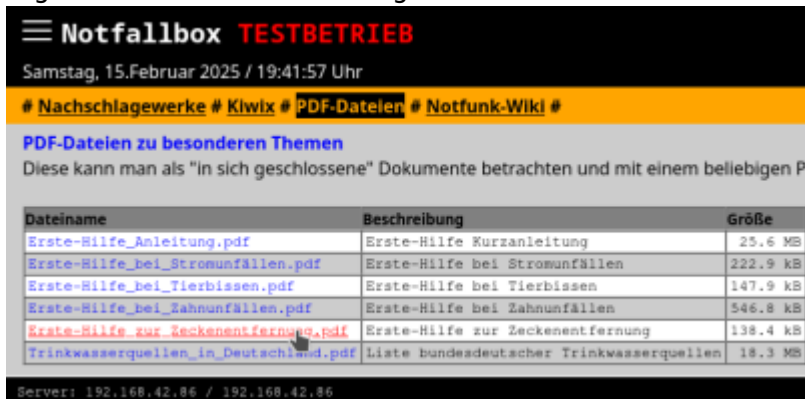 Notfallbox TESTBETRIEB
Samstag, 15.Februar 2025 / 19:41:57 Uhr
# Nachschlagewerke # Kiwix # PDF-Dateien # Notfunk-Wiki #
PDF-Dateien zu besonderen Themen
Diese kann man als "in sich geschlossene" Dokumente betrachten und mit einem beliebigen P
Dateiname Beschreibung Größe
Erste-Hilfe_Anleitung.pdf Erste-Hilfe Kurzanleitung 25.6 MB
Erste-Hilfe_bei_Stromunfällen.pdf Erste-Hilfe bei Stromunfällen 222.9 kB
Erste-Hilfe_bei_Tierbissen.pdf Erste-Hilfe bei Tierbissen 147.9 kB
Erste-Hilfe_bei_Zahnunfällen.pdf Erste-Hilfe bei Zahnunfällen 546.8 kB
Erste-Hilfe_zur_Zeckenentfernung.pdf Erste-Hilfe zur Zeckenentfernung 138.4 kB
Trinkwasserquellen_in_Deutschland.pdf Liste bundesdeutscher Trinkwasserquellen 18.3 MB
Server: 192.168.42.86 / 192.168.42.86